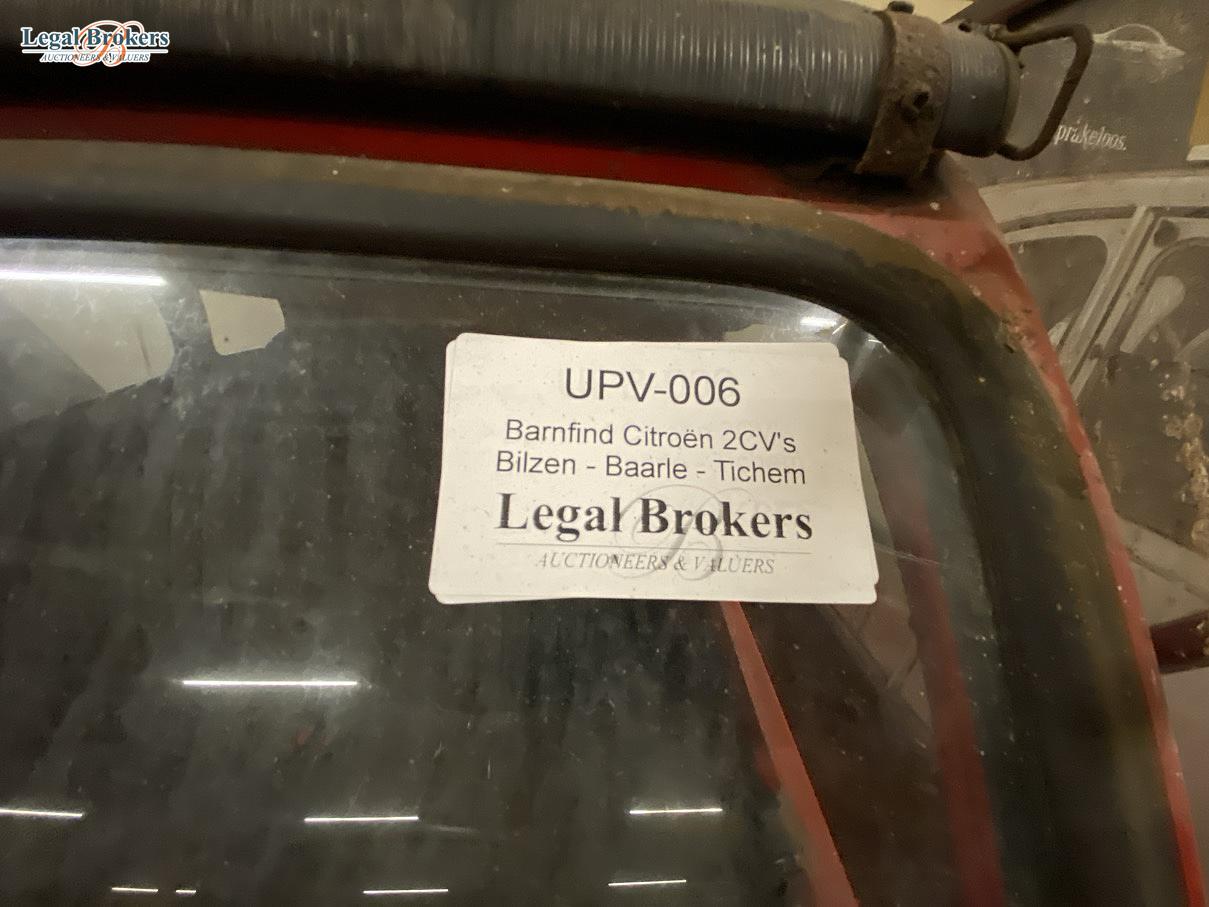 Legal Brokers
AUCTIONEERS & VALUERS
UPV-006
Barnfind Citroën 2CV's
Bilzen - Baarle - Tichem
Legal Brokers
AUCTIONEERS & VALUERS